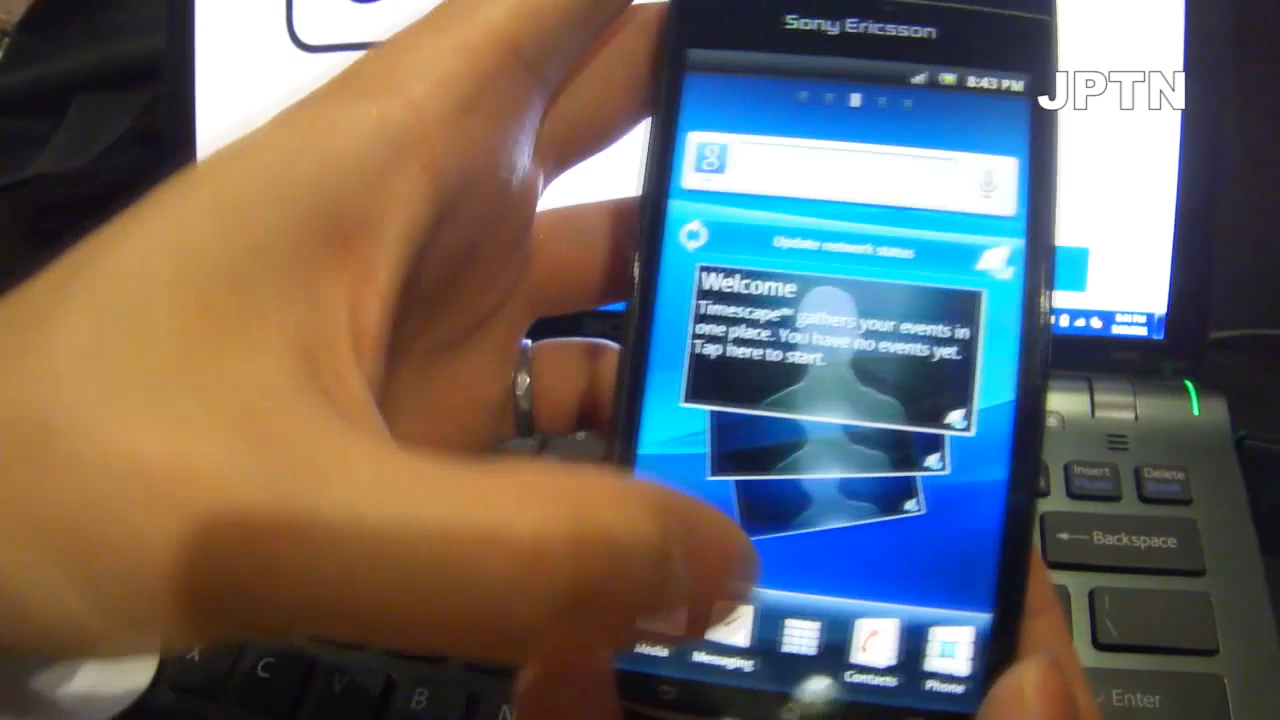 Sony Ericsson
8:43 PM
JPTN
g
Update network status
Welcome
Timescape™ gathers your events in
one place. You have no events yet.
Tap here to start.
Media
Messaging
Contacts
Phone
Insert
Delete
Backspace
Enter
X
C
V
B
N